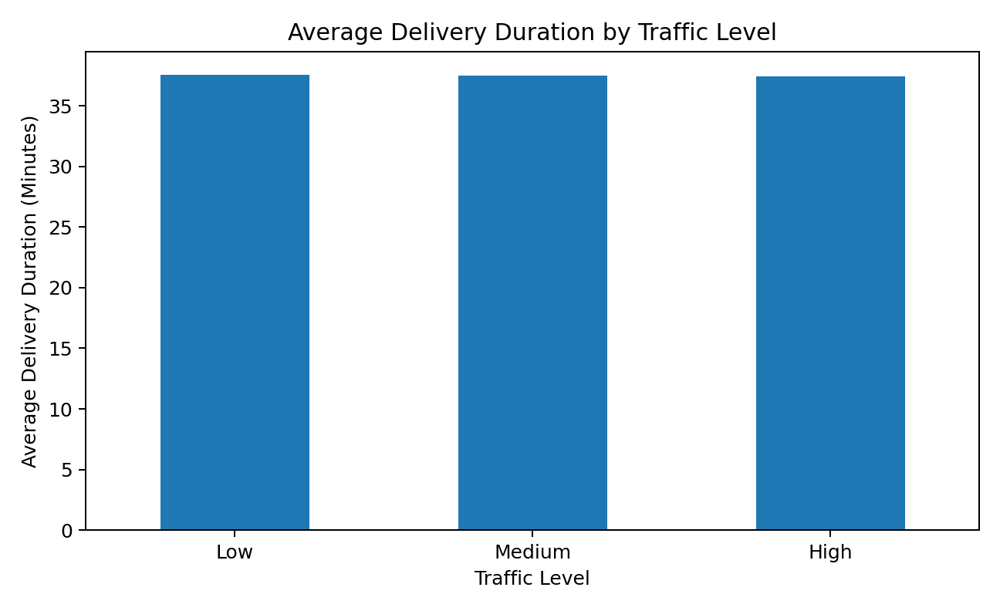 Average Delivery Duration by Traffic Level
Average Delivery Duration (Minutes)
35
30
25
20
15
10
5
0
Low
Medium
High
Traffic Level